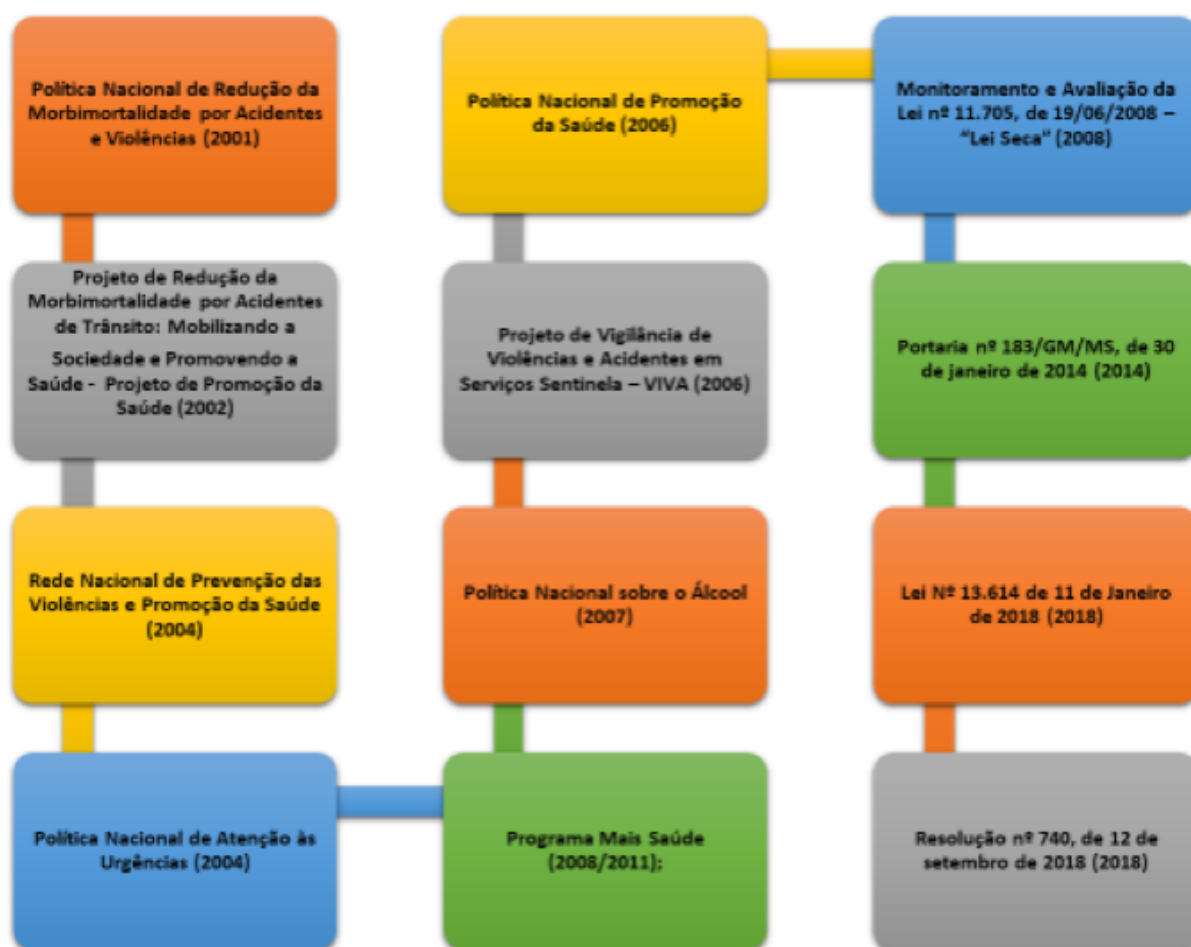 Política Nacional de Redução da
Morbimortalidade por Acidentes
e Violências (2001)
Projeto de Redução da
Morbimortalidade por Acidentes
de Trânsito: Mobilizando a
Sociedade e Promovendo a
Saúde - Projeto de Promoção da
Saúde (2002)
Rede Nacional de Prevenção das
Violências e Promoção da Saúde
(2004)
Política Nacional de Atenção às
Urgências (2004)
Programa Mais Saúde
(2008/2011);
Política Nacional sobre o Álcool
(2007)
Projeto de Vigilância de
Violências e Acidentes em
Serviços Sentinela – VIVA (2006)
Política Nacional de Promoção
da Saúde (2006)
Monitoramento e Avaliação da
Lei nº 11.705, de 19/06/2008 –
“Lei Seca” (2008)
Portaria nº 183/GM/MS, de 30
de janeiro de 2014 (2014)
Lei Nº 13.614 de 11 de Janeiro
de 2018 (2018)
Resolução nº 740, de 12 de
setembro de 2018 (2018)